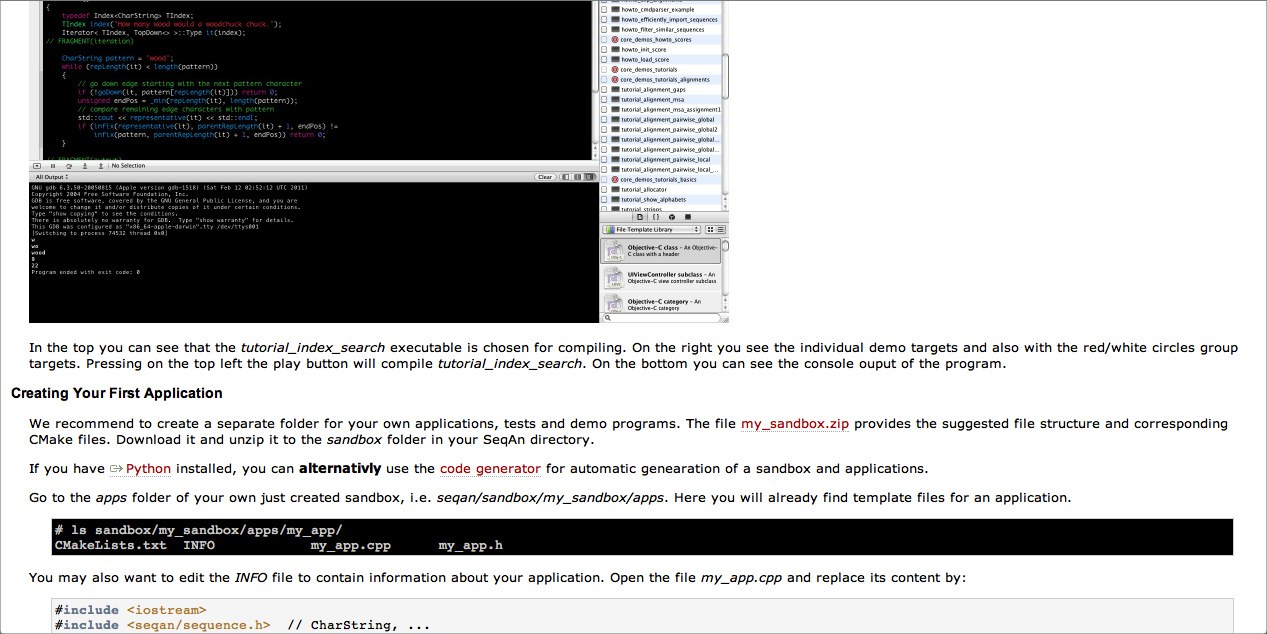 {
typedef Index<CharString> TIndex;
TIndex index("How many wood would a woodchuck chuck.");
Iterator< TIndex, TopDown<> >::Type it(index);
// FRAGMENT(iteration)
CharString pattern = "wood";
while (repLength(it) < length(pattern))
{
// go down edge starting with the next pattern character
if (!goDown(it, pattern[repLength(it)])) return 0;
unsigned endPos = _min(repLength(it), length(pattern));
// compare remaining edge characters with pattern
std::cout << representative(it) << std::endl;
if (infix(representative(it), parentRepLength(it) + 1, endPos) !=
infix(pattern, parentRepLength(it) + 1, endPos)) return 0;
}
No Selection
All Output
Clear
GNU gdb 6.3.50-20050815 (Apple version gdb-1518) (Sat Feb 12 02:52:12 UTC 2011)
Copyright 2004 Free Software Foundation, Inc.
GDB is free software, covered by the GNU General Public License, and you are
welcome to change it and/or distribute copies of it under certain conditions.
Type "show copying" to see the conditions.
There is absolutely no warranty for GDB.  Type "show warranty" for details.
This GDB was configured as "x86_64-apple-darwin".tty /dev/ttys001
[Switching to process 74532 thread 0x0]
w
wo
wood
9
22
Program ended with exit code: 0
howto_cmdparser_example
howto_efficiently_import_sequences
howto_filter_similar_sequences
core_demos_howto_scores
howto_init_score
howto_load_score
core_demos_tutorials
core_demos_tutorials_alignments
tutorial_alignment_gaps
tutorial_alignment_msa
tutorial_alignment_msa_assignment1
tutorial_alignment_pairwise_global
tutorial_alignment_pairwise_global2
tutorial_alignment_pairwise_global...
tutorial_alignment_pairwise_global...
tutorial_alignment_pairwise_local
tutorial_alignment_pairwise_local_...
core_demos_tutorials_basics
tutorial_allocator
tutorial_show_alphabets
tutorial_strings
{ }
File Template Library
Objective-C class - An Objective-
C class with a header
UIViewController subclass - An
Objective-C view controller subclass
Objective-C category - An
Objective-C category
In the top you can see that the tutorial_index_search executable is chosen for compiling. On the right you see the individual demo targets and also with the red/white circles group
targets. Pressing on the top left the play button will compile tutorial_index_search. On the bottom you can see the console ouput of the program.
Creating Your First Application
We recommend to create a separate folder for your own applications, tests and demo programs. The file my_sandbox.zip provides the suggested file structure and corresponding
CMake files. Download it and unzip it to the sandbox folder in your SeqAn directory.
If you have Python installed, you can alternativly use the code generator for automatic genearation of a sandbox and applications.
Go to the apps folder of your own just created sandbox, i.e. seqan/sandbox/my_sandbox/apps. Here you will already find template files for an application.
# ls sandbox/my_sandbox/apps/my_app/
CMakeLists.txt  INFO            my_app.cpp      my_app.h
You may also want to edit the INFO file to contain information about your application. Open the file my_app.cpp and replace its content by:
#include <iostream>
#include <seqan/sequence.h>  // CharString, ...